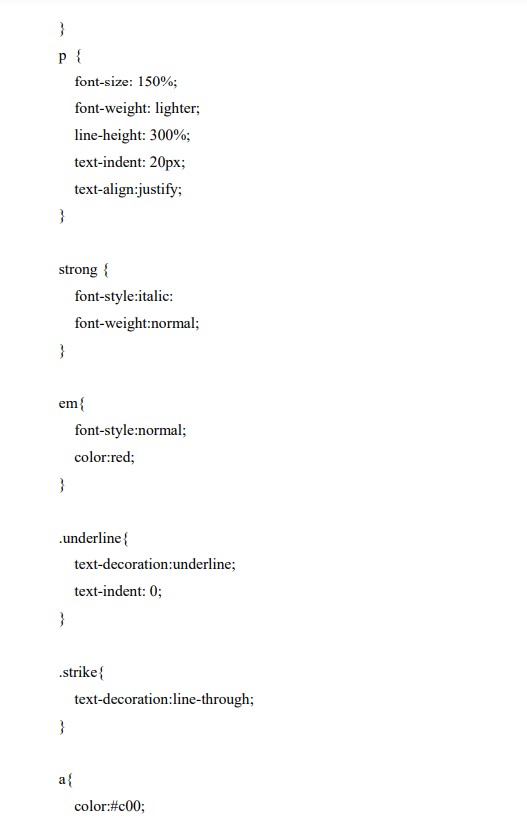 }
p {
font-size: 150%;
font-weight: lighter;
line-height: 300%;
text-indent: 20px;
text-align:justify;
}
strong {
font-style:italic:
font-weight:normal;
}
em{
font-style:normal;
color:red;
}
.underline{
text-decoration:underline;
text-indent: 0;
}
.strike{
text-decoration:line-through;
}
a{
color:#c00;